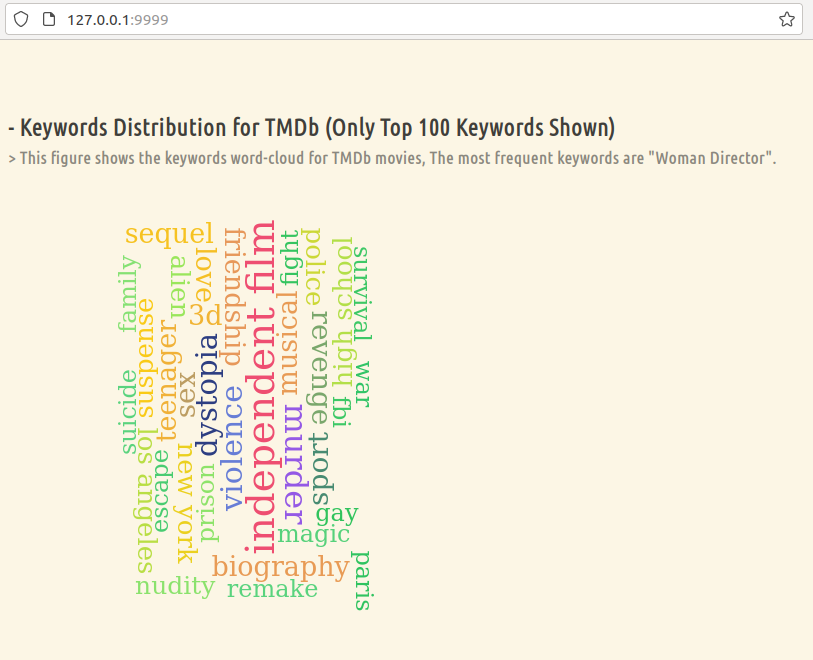 127.0.0.1:9999
- Keywords Distribution for TMDb (Only Top 100 Keywords Shown)
> This figure shows the keywords word-cloud for TMDb movies, The most frequent keywords are "Woman Director".
sequel
love
friendship
independent film
fight
police
high school
survival
family
alien
3d
suspense
teenager
sex
dystopia
musical
revenge
war
suicide
los angeles
escape
new york
prison
violence
murder
sport
fbi
gay
magic
biography
nudity
remake
paris